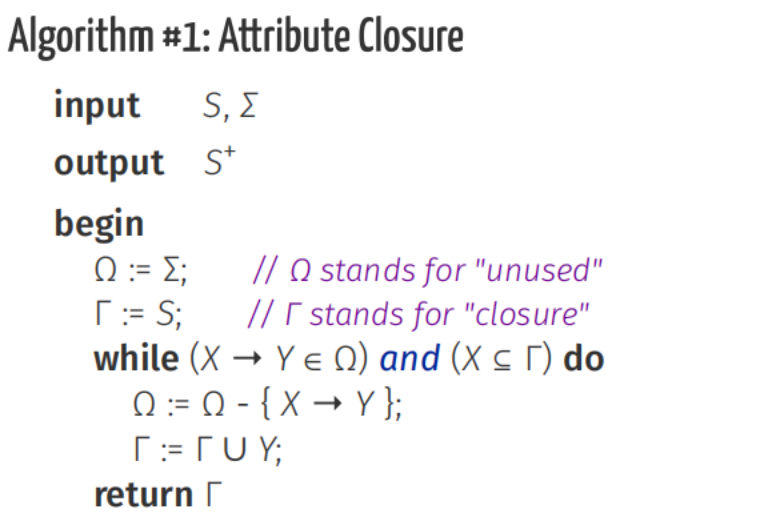 Algorithm #1: Attribute Closure
input S, Σ
output S⁺
begin
Ω := Σ; // Ω stands for "unused"
Γ := S; // Γ stands for "closure"
while (X → Y ∈ Ω) and (X ⊆ Γ) do
Ω := Ω - { X → Y };
Γ := Γ ∪ Y;
return Γ